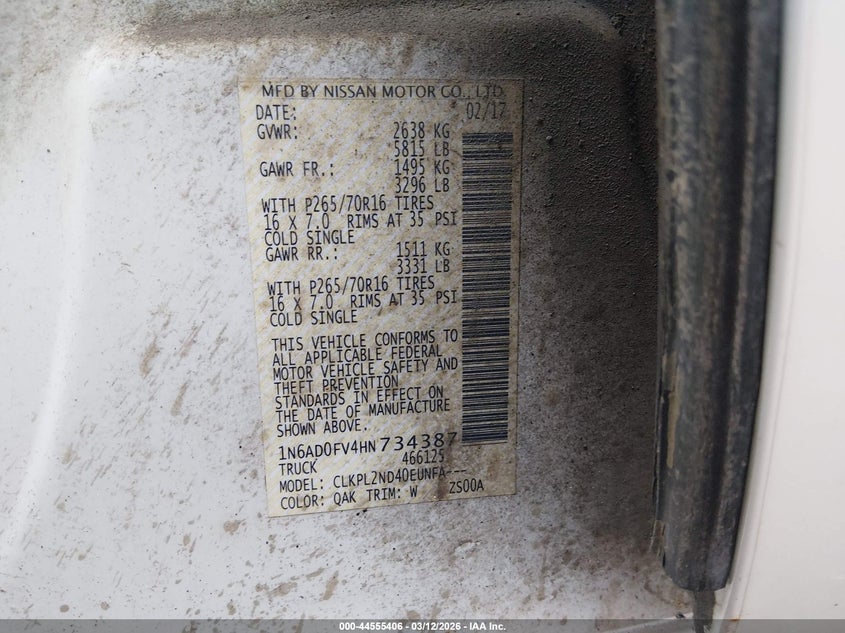 MFD BY NISSAN MOTOR CO., LTD
DATE: 02/17
GVWR: 2638 KG
5815 LB
GAWR FR.: 1495 KG
3296 LB
WITH P265/70R16 TIRES
16 X 7.0 RIMS AT 35 PSI
COLD SINGLE
GAWR RR.: 1511 KG
3331 LB
WITH P265/70R16 TIRES
16 X 7.0 RIMS AT 35 PSI
COLD SINGLE
THIS VEHICLE CONFORMS TO
ALL APPLICABLE FEDERAL
MOTOR VEHICLE SAFETY AND
THEFT PREVENTION
STANDARDS IN EFFECT ON
THE DATE OF MANUFACTURE
SHOWN ABOVE.
1N6AD0FV4HN734387
TRUCK 466125
MODEL: CLKPL2ND40EUNFA---
COLOR: QAK TRIM: W ZS00A
000-44555406 - 03/12/2026 - IAA Inc.